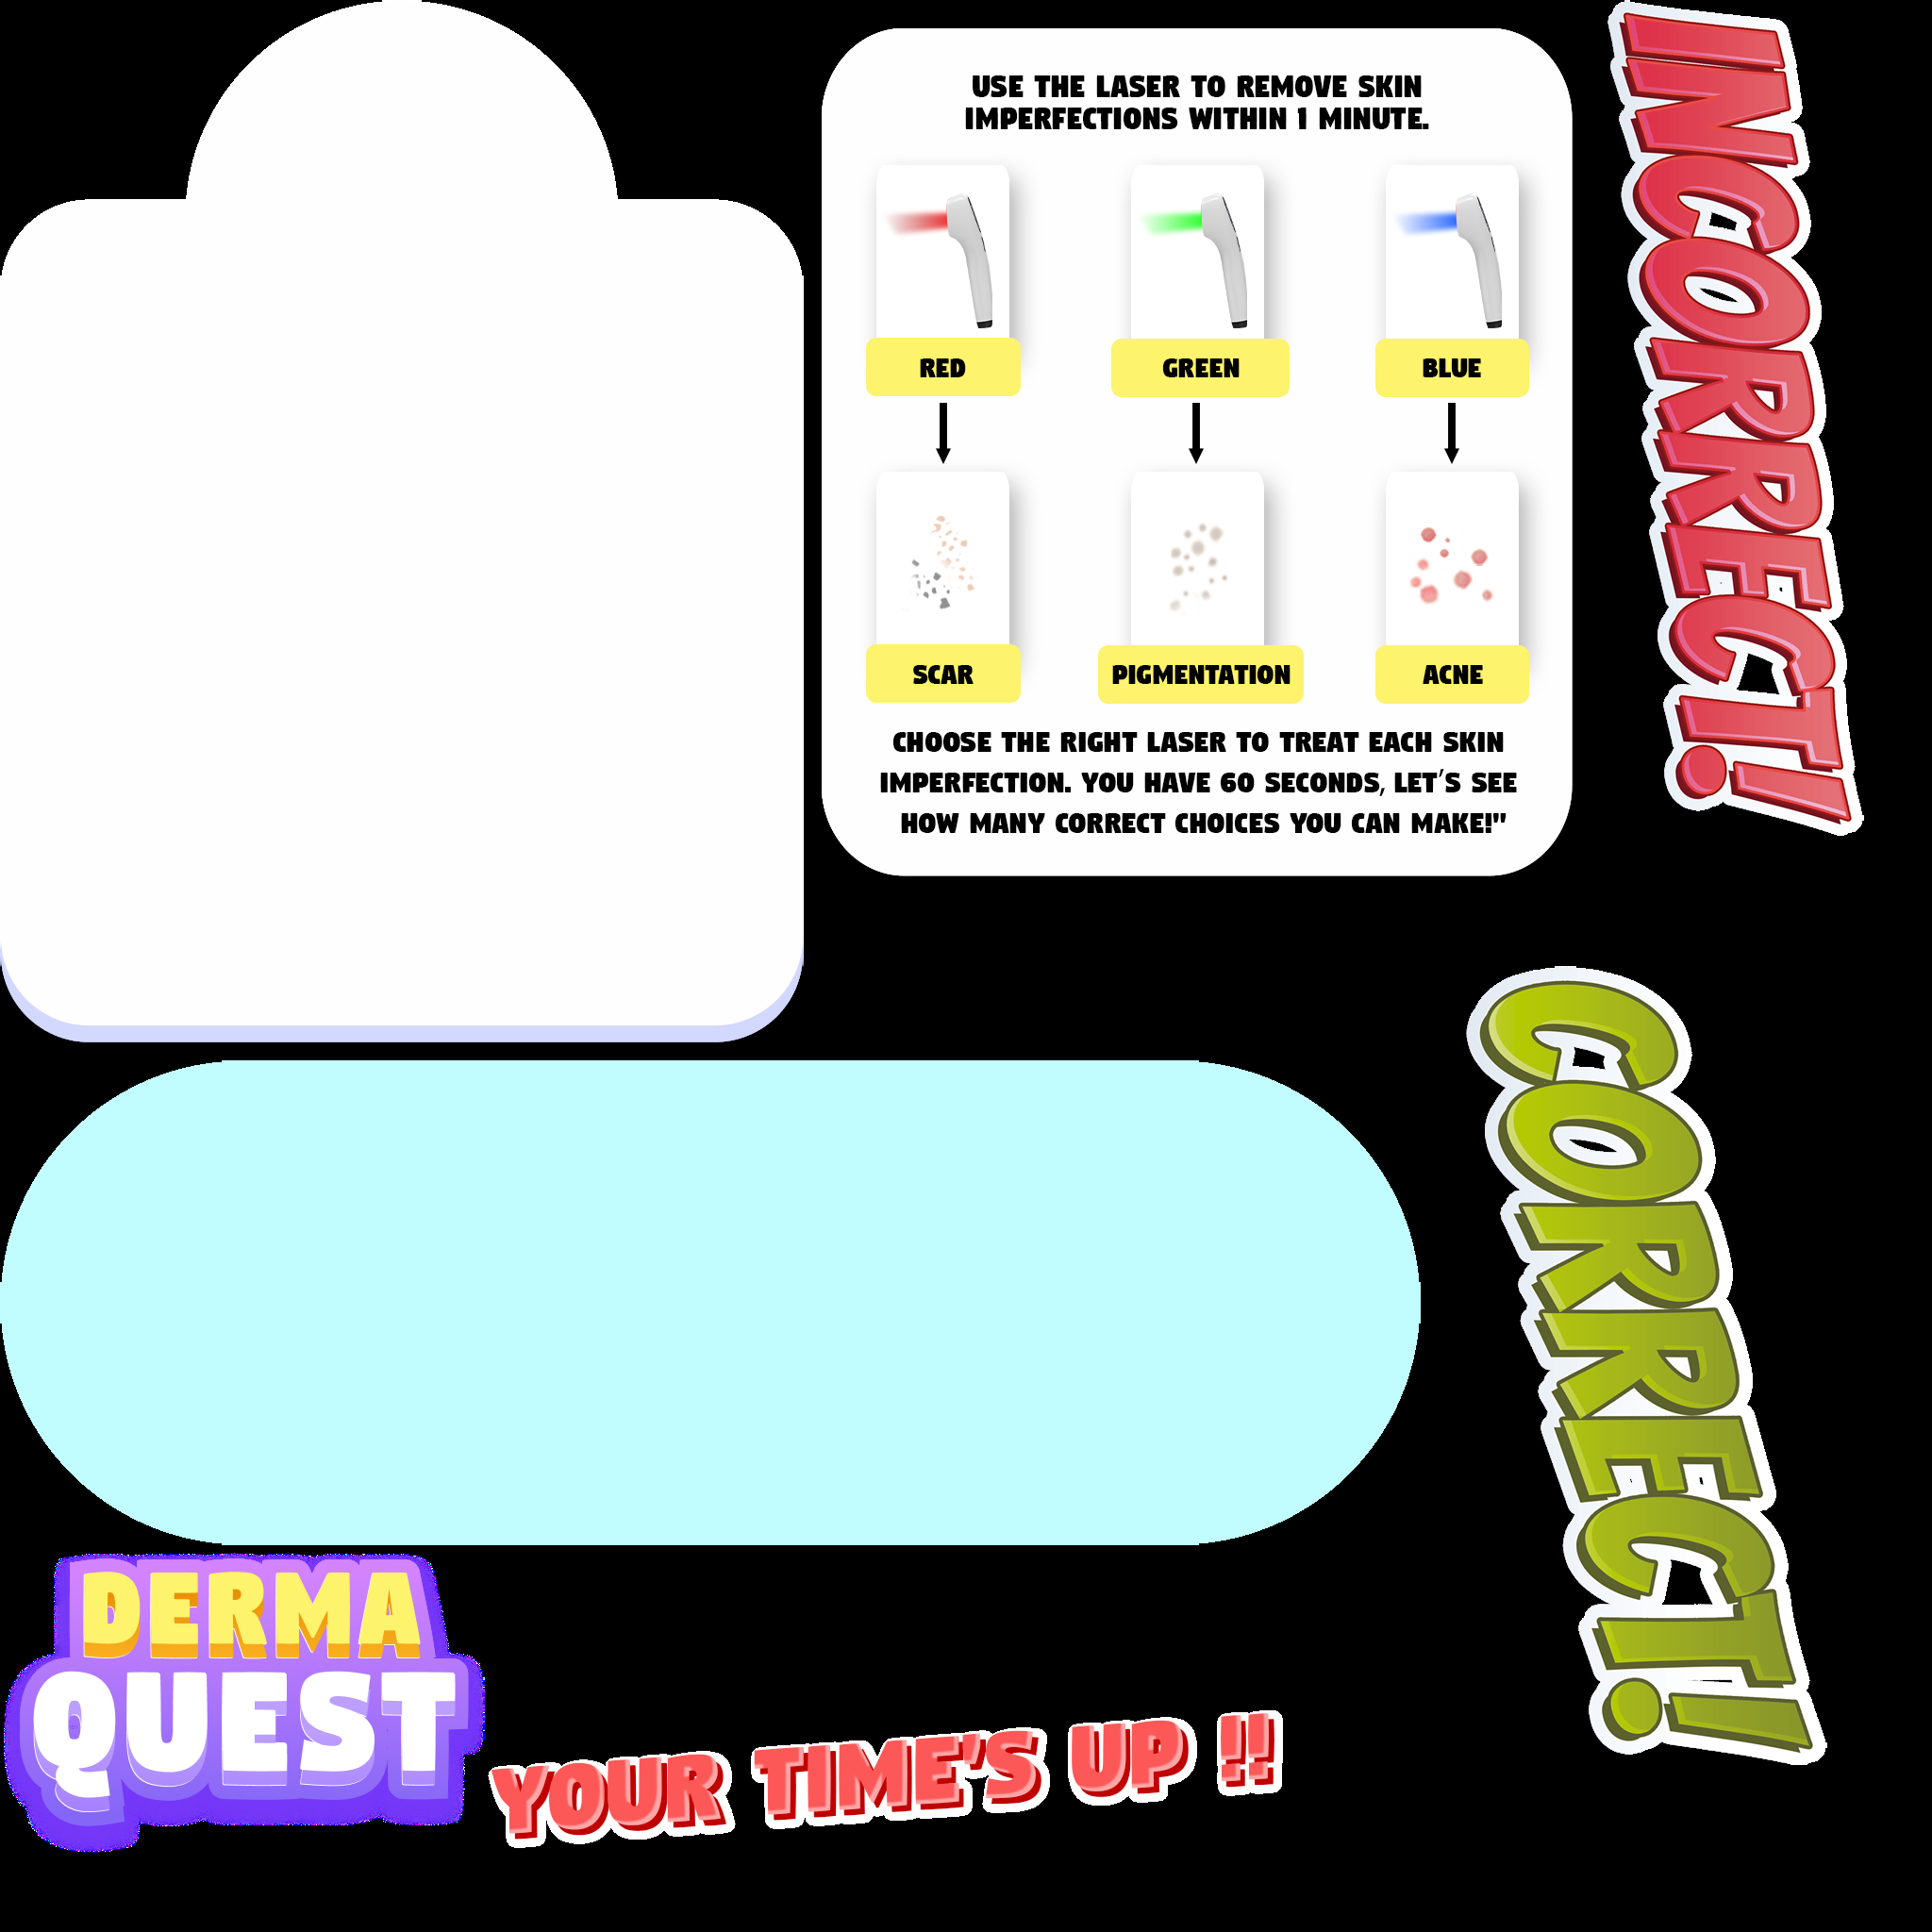 USE THE LASER TO REMOVE SKIN
IMPERFECTIONS WITHIN 1 MINUTE.
RED
GREEN
BLUE
SCAR
PIGMENTATION
ACNE
CHOOSE THE RIGHT LASER TO TREAT EACH SKIN
IMPERFECTION. YOU HAVE 60 SECONDS, LET'S SEE
HOW MANY CORRECT CHOICES YOU CAN MAKE!"
INCORRECT!
CORRECT!
DERMA
QUEST
YOUR TIME'S UP !!